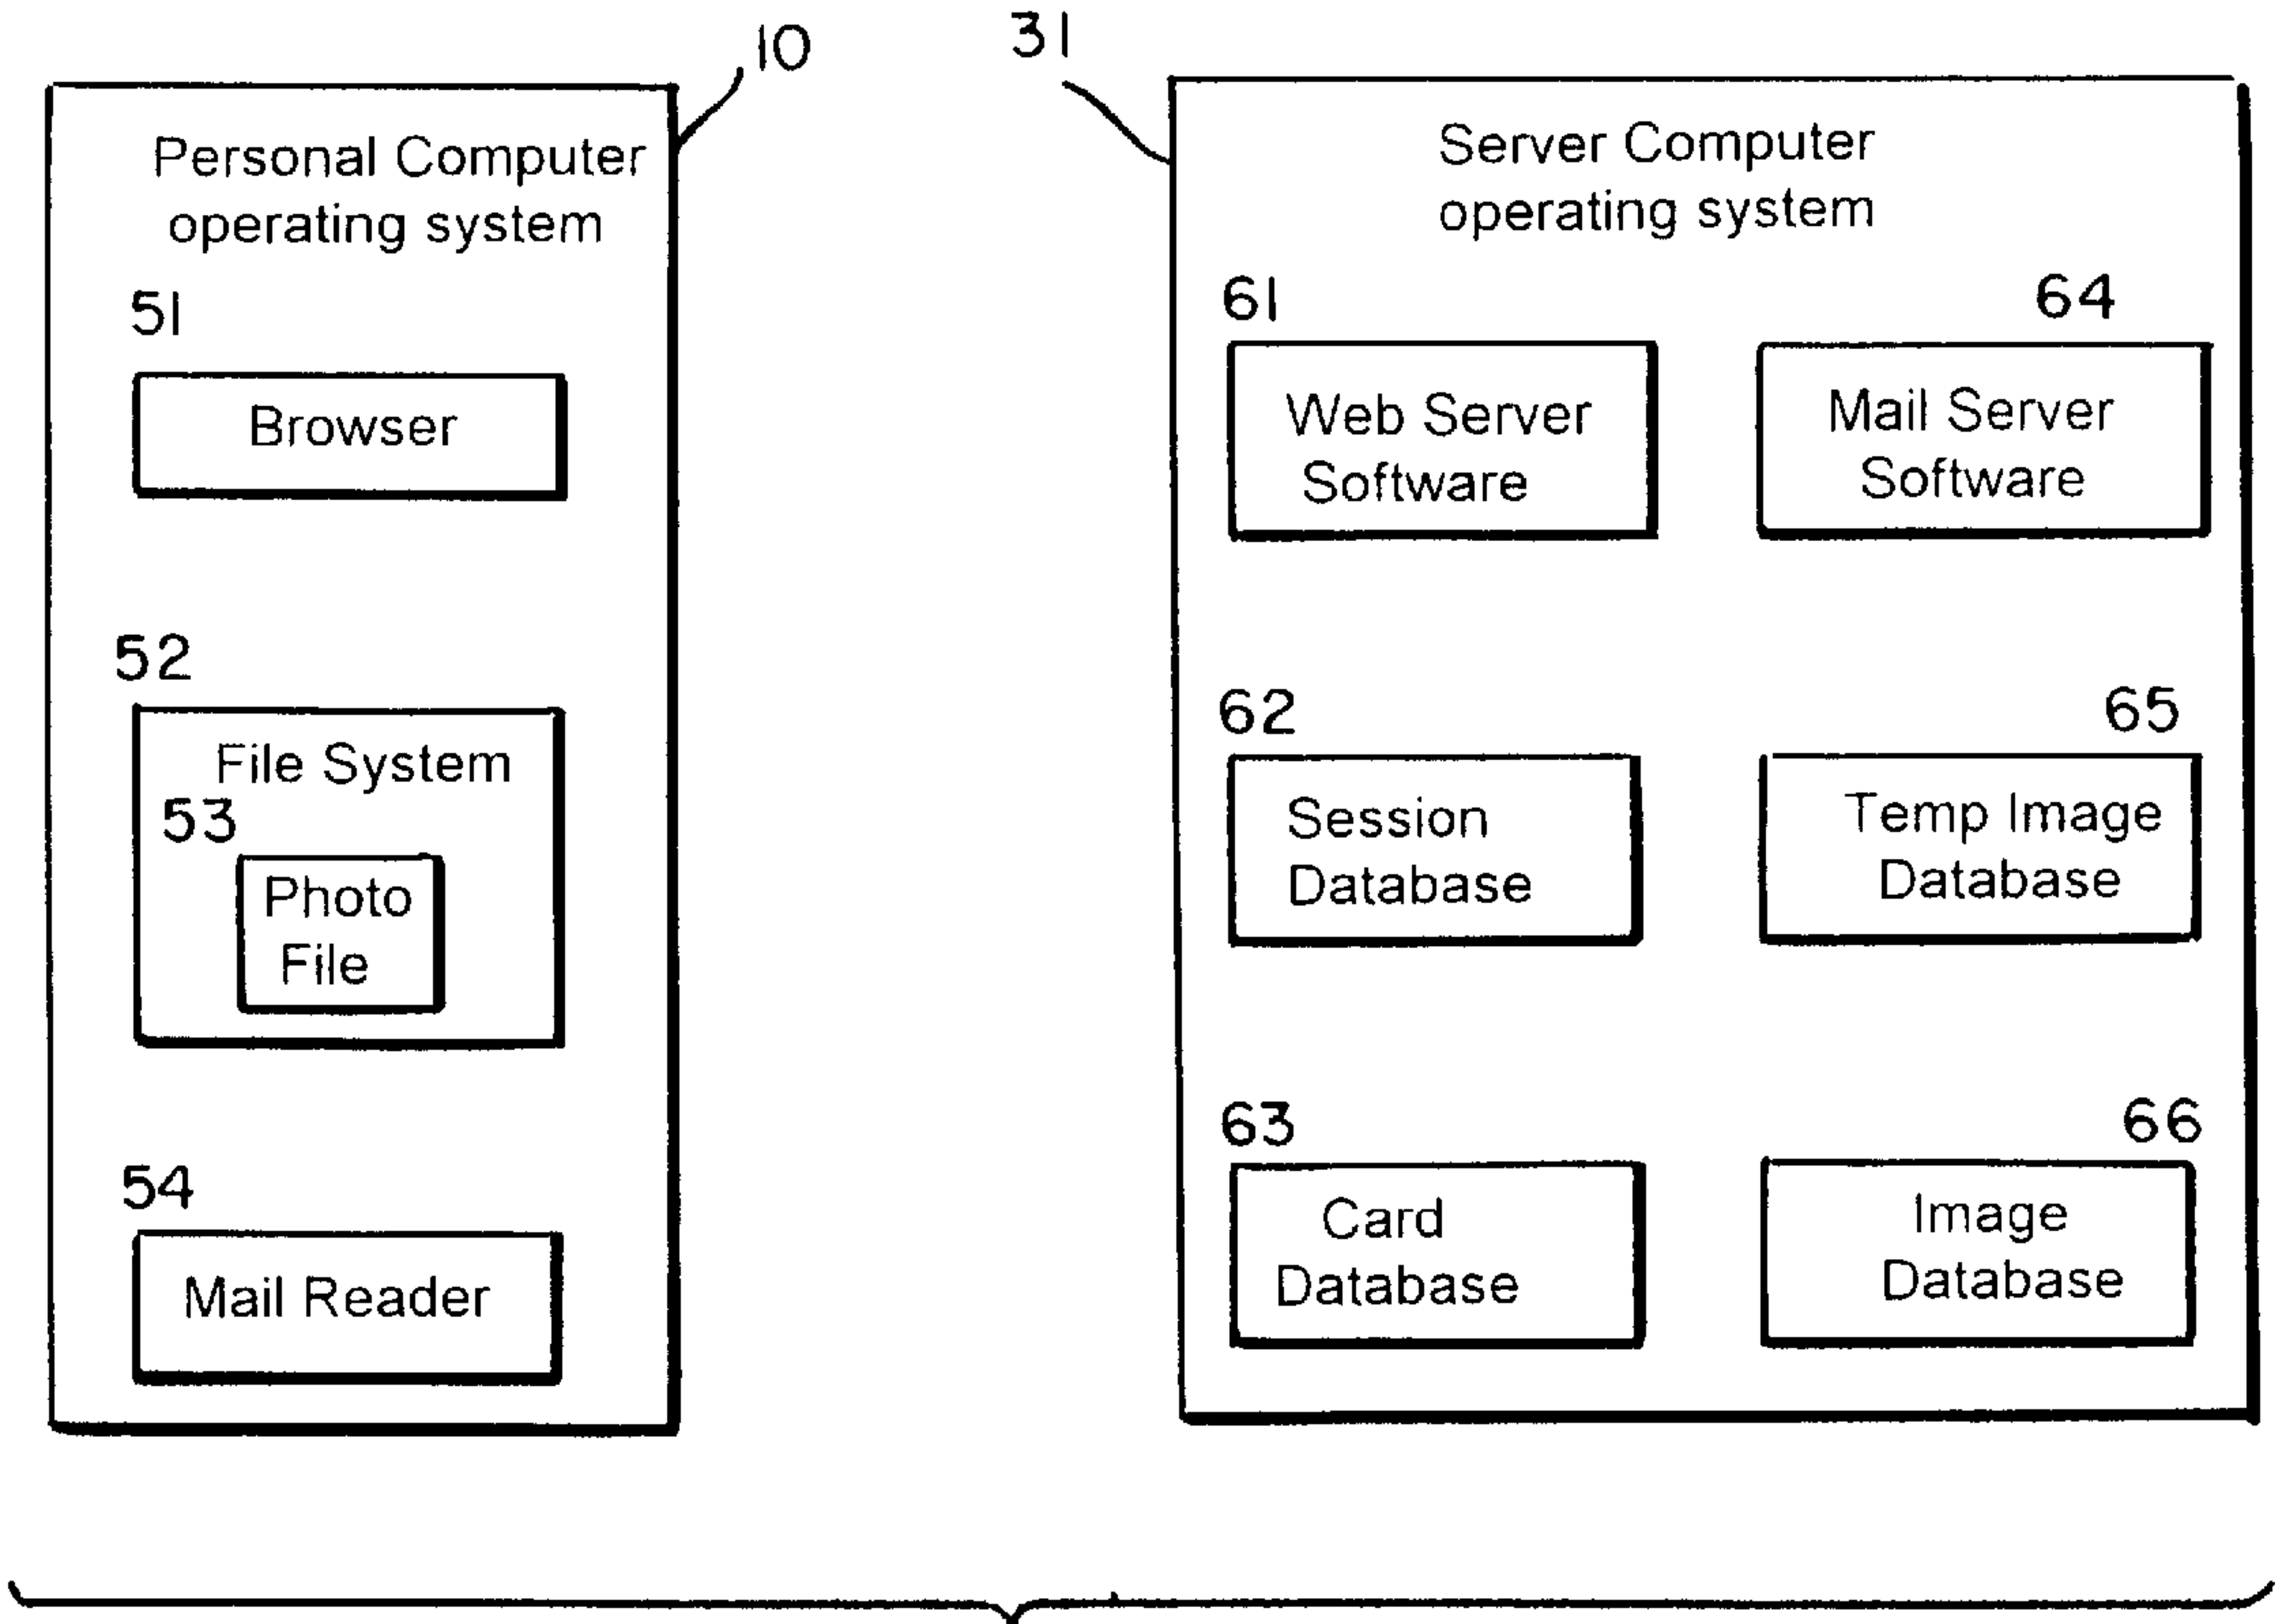 10
31
Personal Computer
operating system
51
Browser
52
File System
53
Photo
File
54
Mail Reader
Server Computer
operating system
61
Web Server
Software
64
Mail Server
Software
62
Session
Database
65
Temp Image
Database
63
Card
Database
66
Image
Database